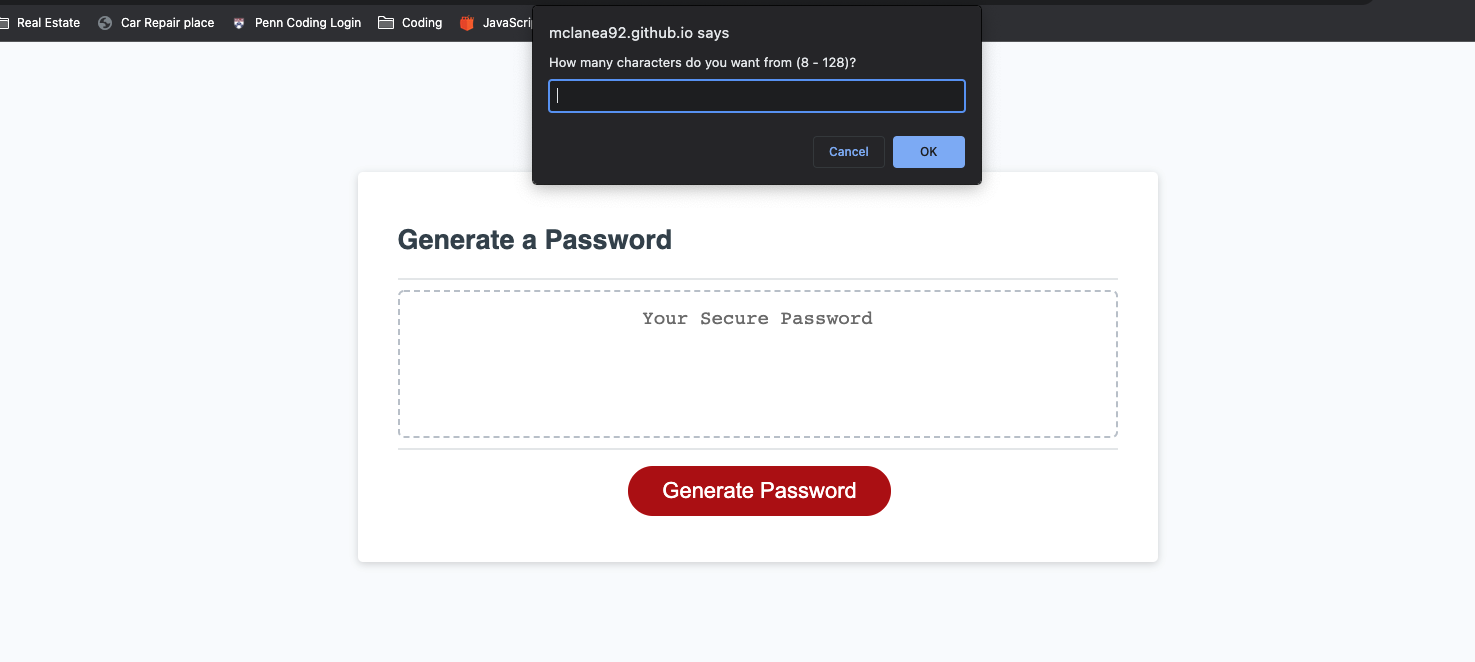 Real Estate Car Repair place Penn Coding Login Coding
mclanea92.github.io says
How many characters do you want from (8 - 128)?
Cancel OK
Generate a Password
Your Secure Password
Generate Password